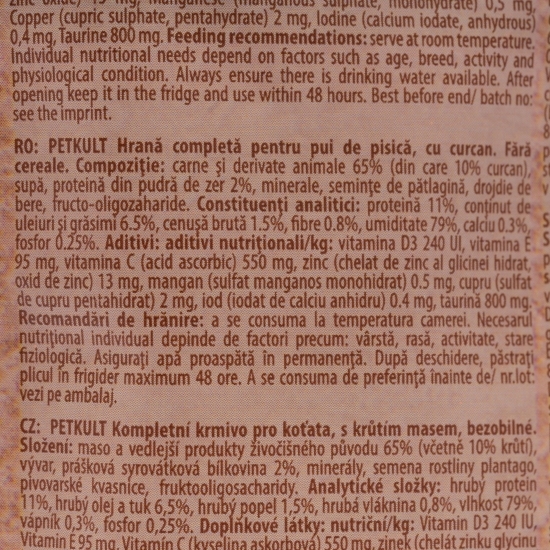 zinc oxide) 13 mg, Manganese (manganous sulphate, monohydrate) 0,5 mg,
Copper (cupric sulphate, pentahydrate) 2 mg, Iodine (calcium iodate, anhydrous)
0,4 mg, Taurine 800 mg. Feeding recommendations: serve at room temperature.
Individual nutritional needs depend on factors such as age, breed, activity and
physiological condition. Always ensure there is drinking water available. After
opening keep it in the fridge and use within 48 hours. Best before end/ batch no:
see the imprint.
RO: PETKULT Hrană completă pentru pui de pisică, cu curcan. Fără
cereale. Compoziție: carne și derivate animale 65% (din care 10% curcan),
supă, proteină din pudră de zer 2%, minerale, semințe de pătlagină, drojdie de
bere, fructo-oligozaharide. Constituenți analitici: proteină 11%, conținut de
uleiuri și grăsimi 6.5%, cenușă brută 1.5%, fibre 0.8%, umiditate 79%, calciu 0.3%,
fosfor 0.25%. Aditivi: aditivi nutriționali/kg: vitamina D3 240 UI, vitamina E
95 mg, vitamina C (acid ascorbic) 550 mg, zinc (chelat de zinc al glicinei hidrat,
oxid de zinc) 13 mg, mangan (sulfat manganos monohidrat) 0.5 mg, cupru (sulfat
de cupru pentahidrat) 2 mg, iod (iodat de calciu anhidru) 0.4 mg, taurină 800 mg.
Recomandări de hrănire: a se consuma la temperatura camerei. Necesarul
nutrițional individual depinde de factori precum: vârstă, rasă, activitate, stare
fiziologică. Asigurați apă proaspătă în permanență. După deschidere, păstrați
plicul în frigider maximum 48 ore. A se consuma de preferință înainte de/ nr.lot:
vezi pe ambalaj.
CZ: PETKULT Kompletní krmivo pro koťata, s krůtím masem, bezobilné.
Složení: maso a vedlejší produkty živočišného původu 65% (včetně 10% krůtí),
vývar, prášková syrovátková bílkovina 2%, minerály, semena rostliny plantago,
pivovarské kvasnice, fruktooligosacharidy. Analytické složky: hrubý protein
11%, hrubý olej a tuk 6,5%, hrubý popel 1,5%, hrubá vláknina 0,8%, vlhkost 79%,
vápník 0,3%, fosfor 0,25%. Doplňkové látky: nutriční/kg: Vitamin D3 240 IU,
Vitamin E 95 mg, Vitamín C (kyselina askorbová) 550 mg, zinek (chelát zinku glycinu